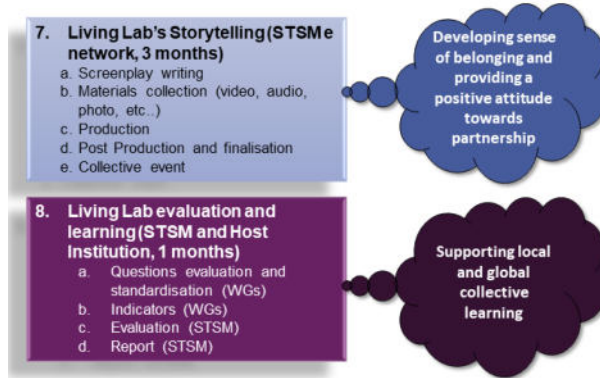 7. Living Lab's Storytelling (STSM e
network, 3 months)
a. Screenplay writing
b. Materials collection (video, audio,
photo, etc..)
c. Production
d. Post Production and finalisation
e. Collective event
Developing sense
of belonging and
providing a
positive attitude
towards
partnership
8. Living Lab evaluation and
learning (STSM and Host
Institution, 1 months)
a. Questions evaluation and
standardisation (WGs)
b. Indicators (WGs)
c. Evaluation (STSM)
d. Report (STSM)
Supporting local
and global
collective
learning